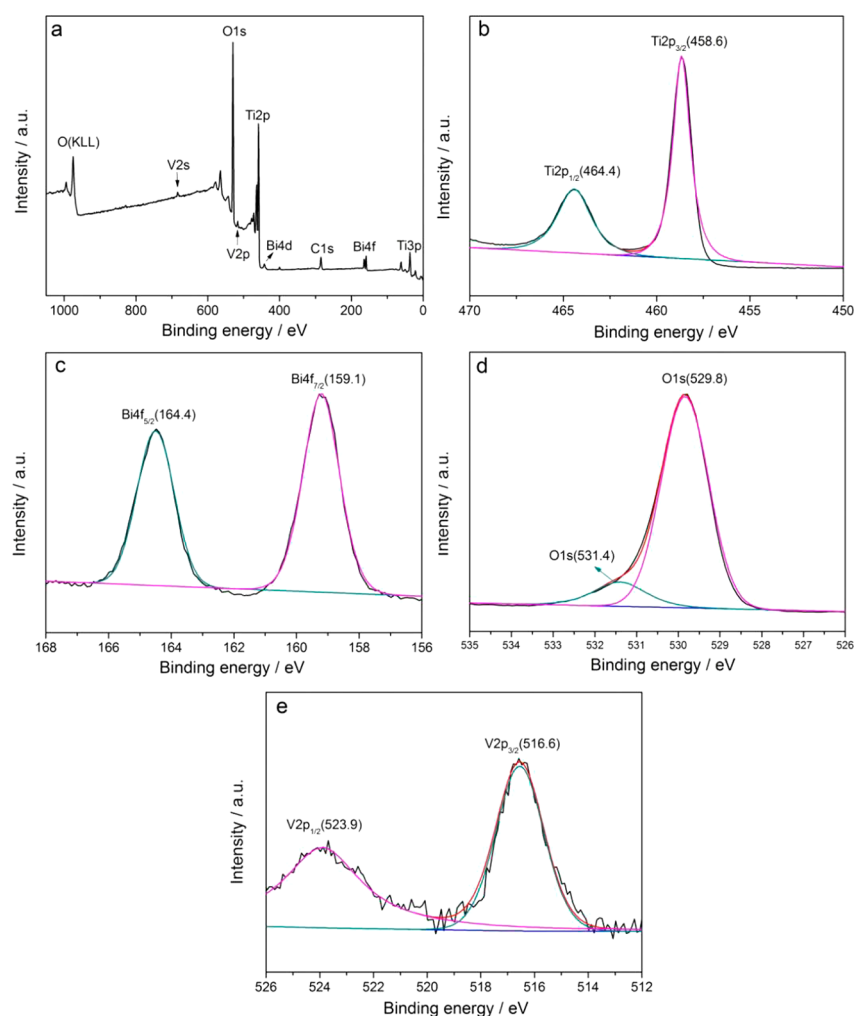 a
O1s
Ti2p
O(KLL)
V2s
V2p
Bi4d
C1s
Bi4f
Ti3p
Intensity / a.u.
1000 800 600 400 200 0
Binding energy / eV
b
Ti2p3/2(458.6)
Ti2p1/2(464.4)
Intensity / a.u.
470 465 460 455 450
Binding energy / eV
c
Bi4f7/2(159.1)
Bi4f5/2(164.4)
Intensity / a.u.
168 166 164 162 160 158 156
Binding energy / eV
d
O1s(529.8)
O1s(531.4)
Intensity / a.u.
535 534 533 532 531 530 529 528 527 526
Binding energy / eV
e
V2p3/2(516.6)
V2p1/2(523.9)
Intensity / a.u.
526 524 522 520 518 516 514 512
Binding energy / eV